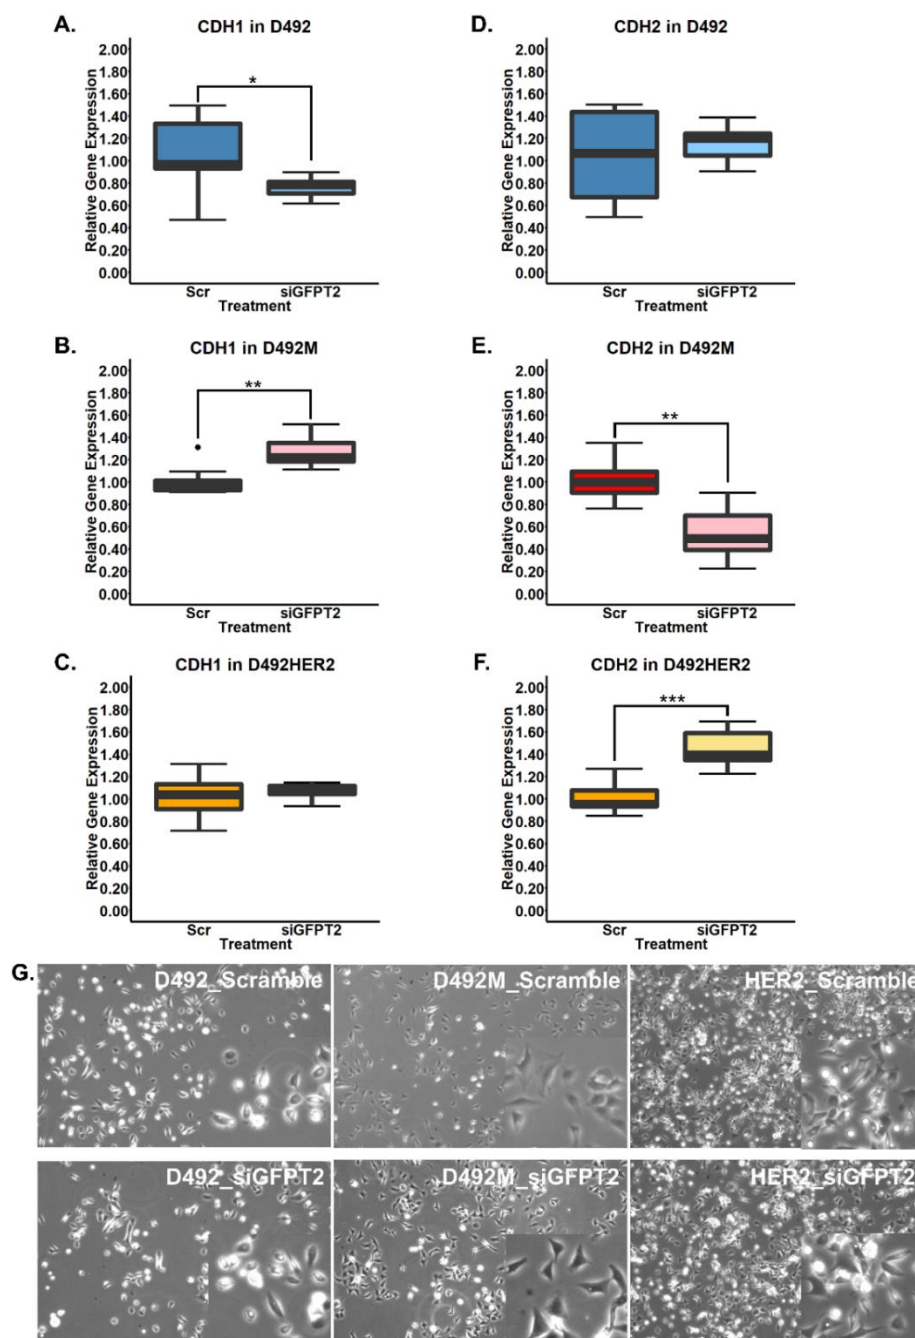 A.
CDH1 in D492
Relative Gene Expression
2.00
1.80
1.60
1.40
1.20
1.00
0.80
0.60
0.40
0.20
0.00
*
Scr siGFPT2
Treatment
D.
CDH2 in D492
Relative Gene Expression
2.00
1.80
1.60
1.40
1.20
1.00
0.80
0.60
0.40
0.20
0.00
Scr siGFPT2
Treatment
B.
CDH1 in D492M
Relative Gene Expression
2.00
1.80
1.60
1.40
1.20
1.00
0.80
0.60
0.40
0.20
0.00
**
Scr siGFPT2
Treatment
E.
CDH2 in D492M
Relative Gene Expression
2.00
1.80
1.60
1.40
1.20
1.00
0.80
0.60
0.40
0.20
0.00
**
Scr siGFPT2
Treatment
C.
CDH1 in D492HER2
Relative Gene Expression
2.00
1.80
1.60
1.40
1.20
1.00
0.80
0.60
0.40
0.20
0.00
Scr siGFPT2
Treatment
F.
CDH2 in D492HER2
Relative Gene Expression
2.00
1.80
1.60
1.40
1.20
1.00
0.80
0.60
0.40
0.20
0.00
***
Scr siGFPT2
Treatment
G.
D492_Scramble
D492M_Scramble
HER2_Scramble
D492_siGFPT2
D492M_siGFPT2
HER2_siGFPT2